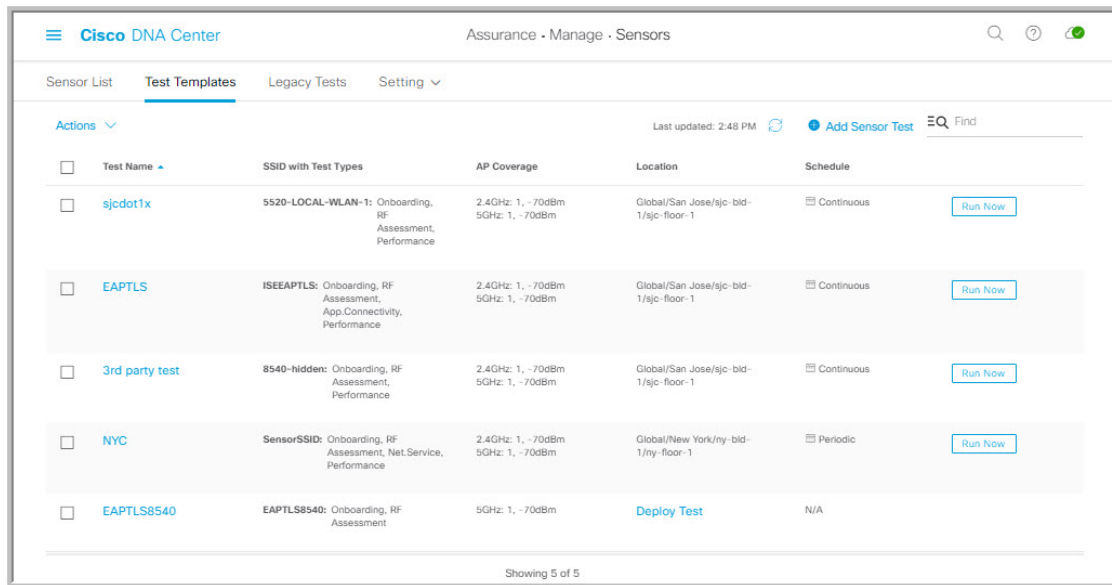 Cisco DNA Center
Assurance • Manage • Sensors
Sensor List Test Templates Legacy Tests Setting
Actions
Last updated: 2:48 PM
Add Sensor Test
Find
Test Name SSID with Test Types AP Coverage Location Schedule
sjcdot1x
5520-LOCAL-WLAN-1: Onboarding,
RF
Assessment,
Performance
2.4GHz: 1, -70dBm
5GHz: 1, -70dBm
Global/San Jose/sjc-bld-
1/sjc-floor-1
Continuous
Run Now
EAPTLS
ISEEAPTLS: Onboarding, RF
Assessment,
App.Connectivity,
Performance
2.4GHz: 1, -70dBm
5GHz: 1, -70dBm
Global/San Jose/sjc-bld-
1/sjc-floor-1
Continuous
Run Now
3rd party test
8540-hidden: Onboarding, RF
Assessment,
Performance
2.4GHz: 1, -70dBm
5GHz: 1, -70dBm
Global/San Jose/sjc-bld-
1/sjc-floor-1
Continuous
Run Now
NYC
SensorSSID: Onboarding, RF
Assessment, Net.Service,
Performance
2.4GHz: 1, -70dBm
5GHz: 1, -70dBm
Global/New York/ny-bld-
1/ny-floor-1
Periodic
Run Now
EAPTLS8540
EAPTLS8540: Onboarding, RF
Assessment
5GHz: 1, -70dBm
Deploy Test
N/A
Showing 5 of 5